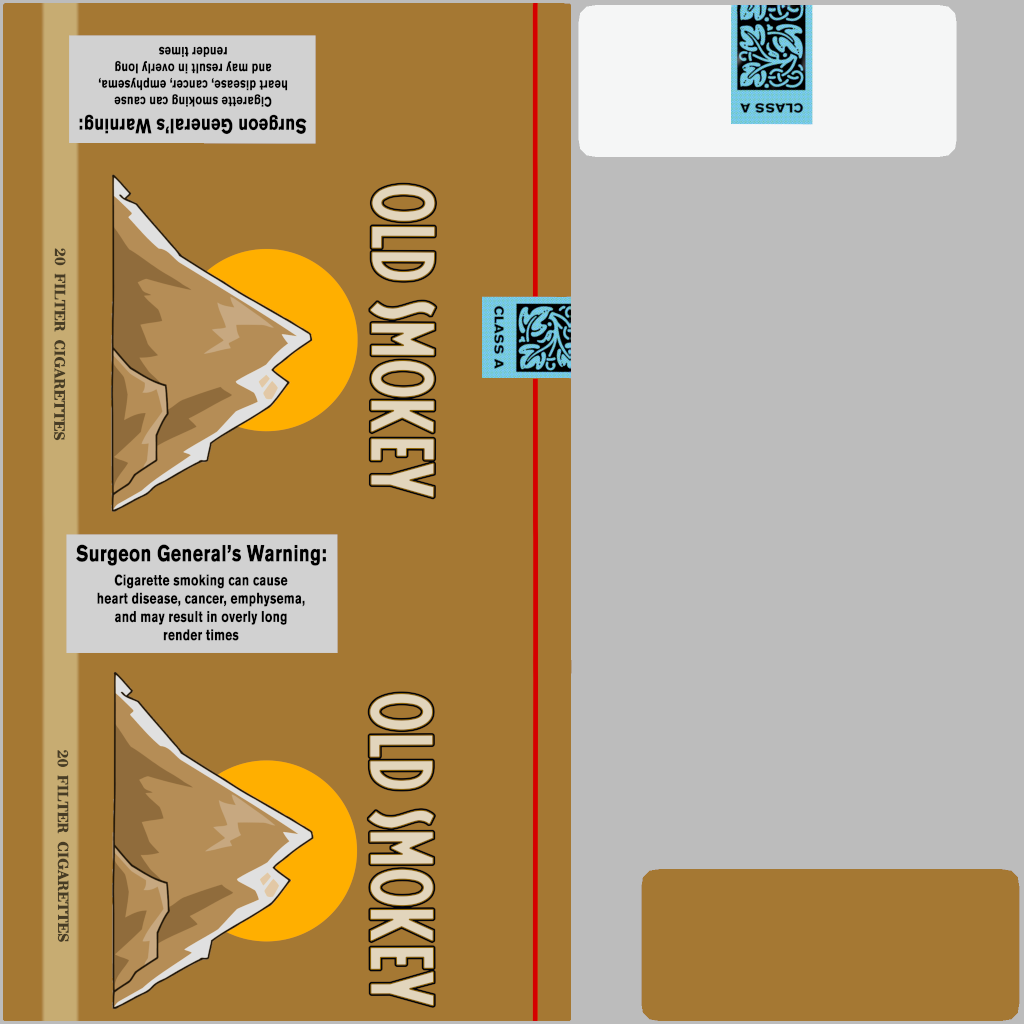 Surgeon General's Warning:
Cigarette smoking can cause
heart disease, cancer, emphysema,
and may result in overly long
render times
CLASS A
20 FILTER CIGARETTES
OLD SMOKEY
CLASS A
Surgeon General’s Warning:
Cigarette smoking can cause
heart disease, cancer, emphysema,
and may result in overly long
render times
20 FILTER CIGARETTES
OLD SMOKEY